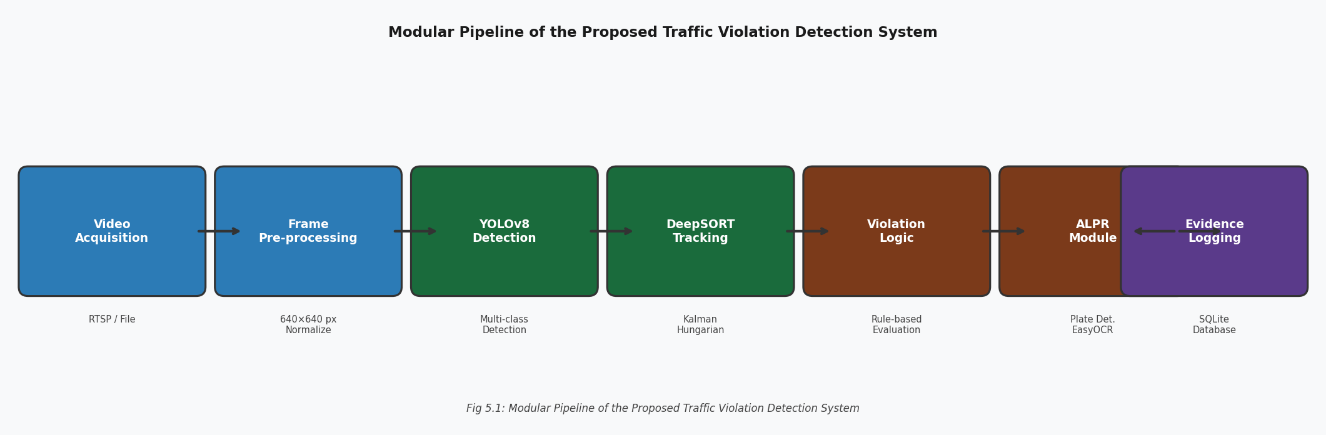 Modular Pipeline of the Proposed Traffic Violation Detection System
Video
Acquisition
Frame
Pre-processing
YOLOv8
Detection
DeepSORT
Tracking
Violation
Logic
ALPR
Module
Evidence
Logging
RTSP / File
640×640 px
Normalize
Multi-class
Detection
Kalman
Hungarian
Rule-based
Evaluation
Plate Det.
EasyOCR
SQLite
Database
Fig 5.1: Modular Pipeline of the Proposed Traffic Violation Detection System